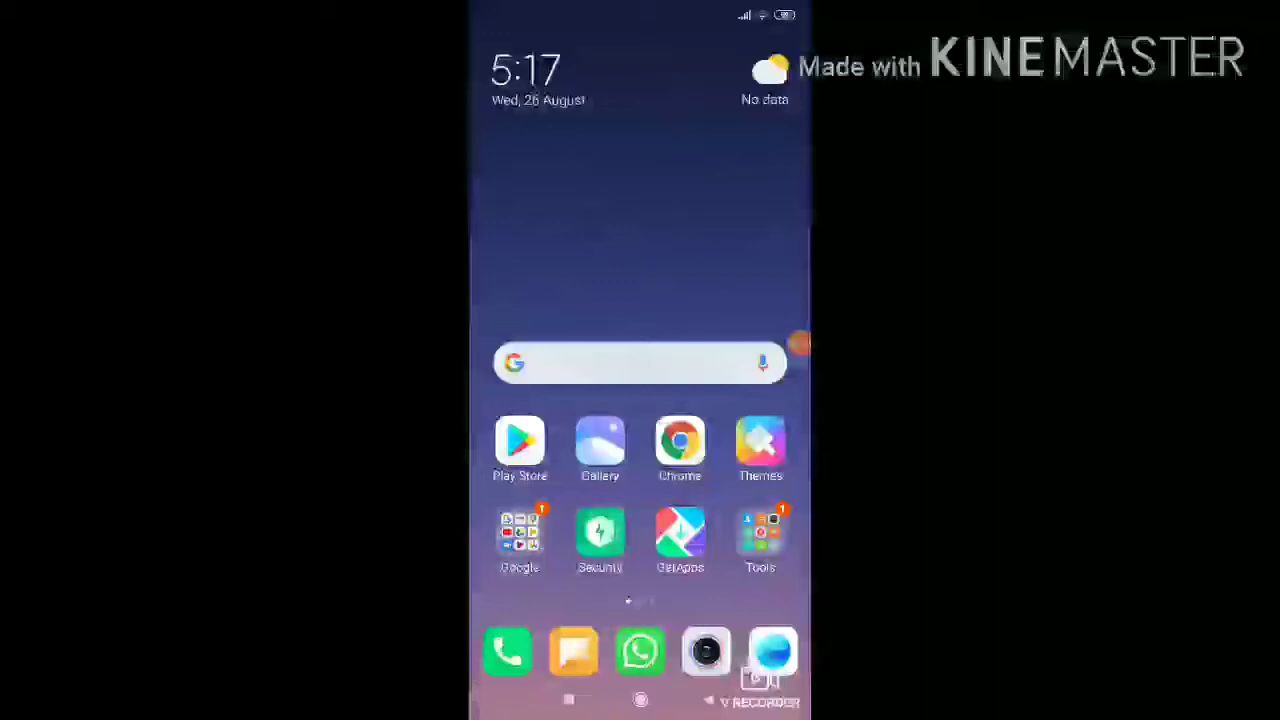 Made with KINEMASTER
5:17
Wed, 26 August
No data
Play Store
Gallery
Chrome
Themes
Google
Security
GetApps
Tools
V RECORDER